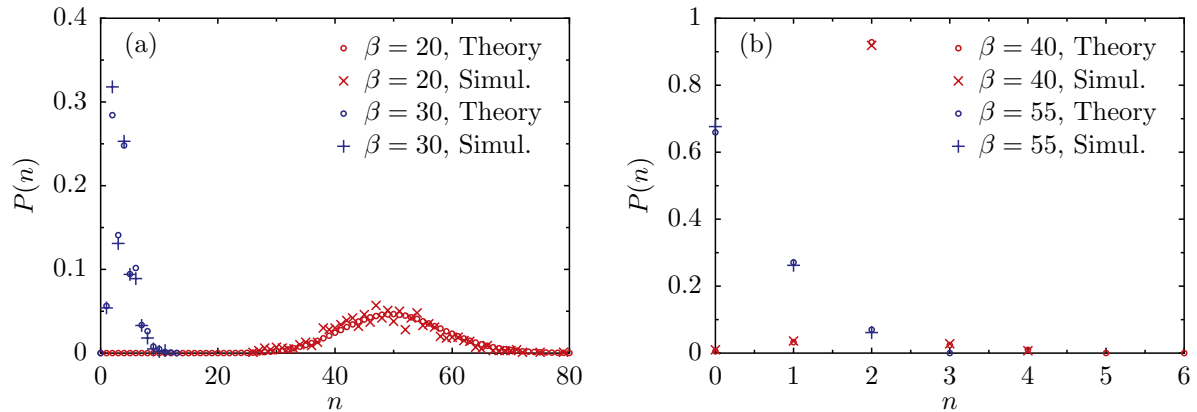 (a)
β = 20, Theory
β = 20, Simul.
β = 30, Theory
β = 30, Simul.
P(n)
0.4
0.3
0.2
0.1
0
0 20 40 60 80
n
(b)
β = 40, Theory
β = 40, Simul.
β = 55, Theory
β = 55, Simul.
P(n)
1
0.8
0.6
0.4
0.2
0
0 1 2 3 4 5 6
n